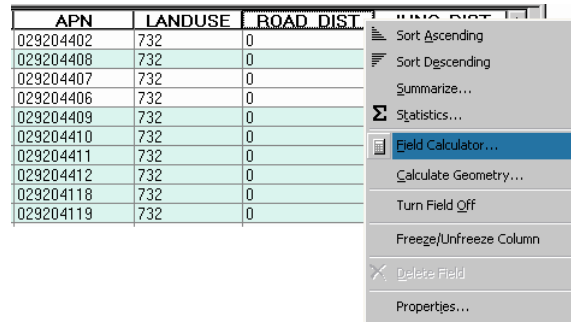 APN LANDUSE ROAD_DIST JUNC_DIST
029204402 732 0
029204408 732 0
029204407 732 0
029204406 732 0
029204409 732 0
029204410 732 0
029204411 732 0
029204412 732 0
029204118 732 0
029204119 732 0
Sort Ascending
Sort Descending
Summarize...
Σ Statistics...
Field Calculator...
Calculate Geometry...
Turn Field Off
Freeze/Unfreeze Column
Delete Field
Properties...